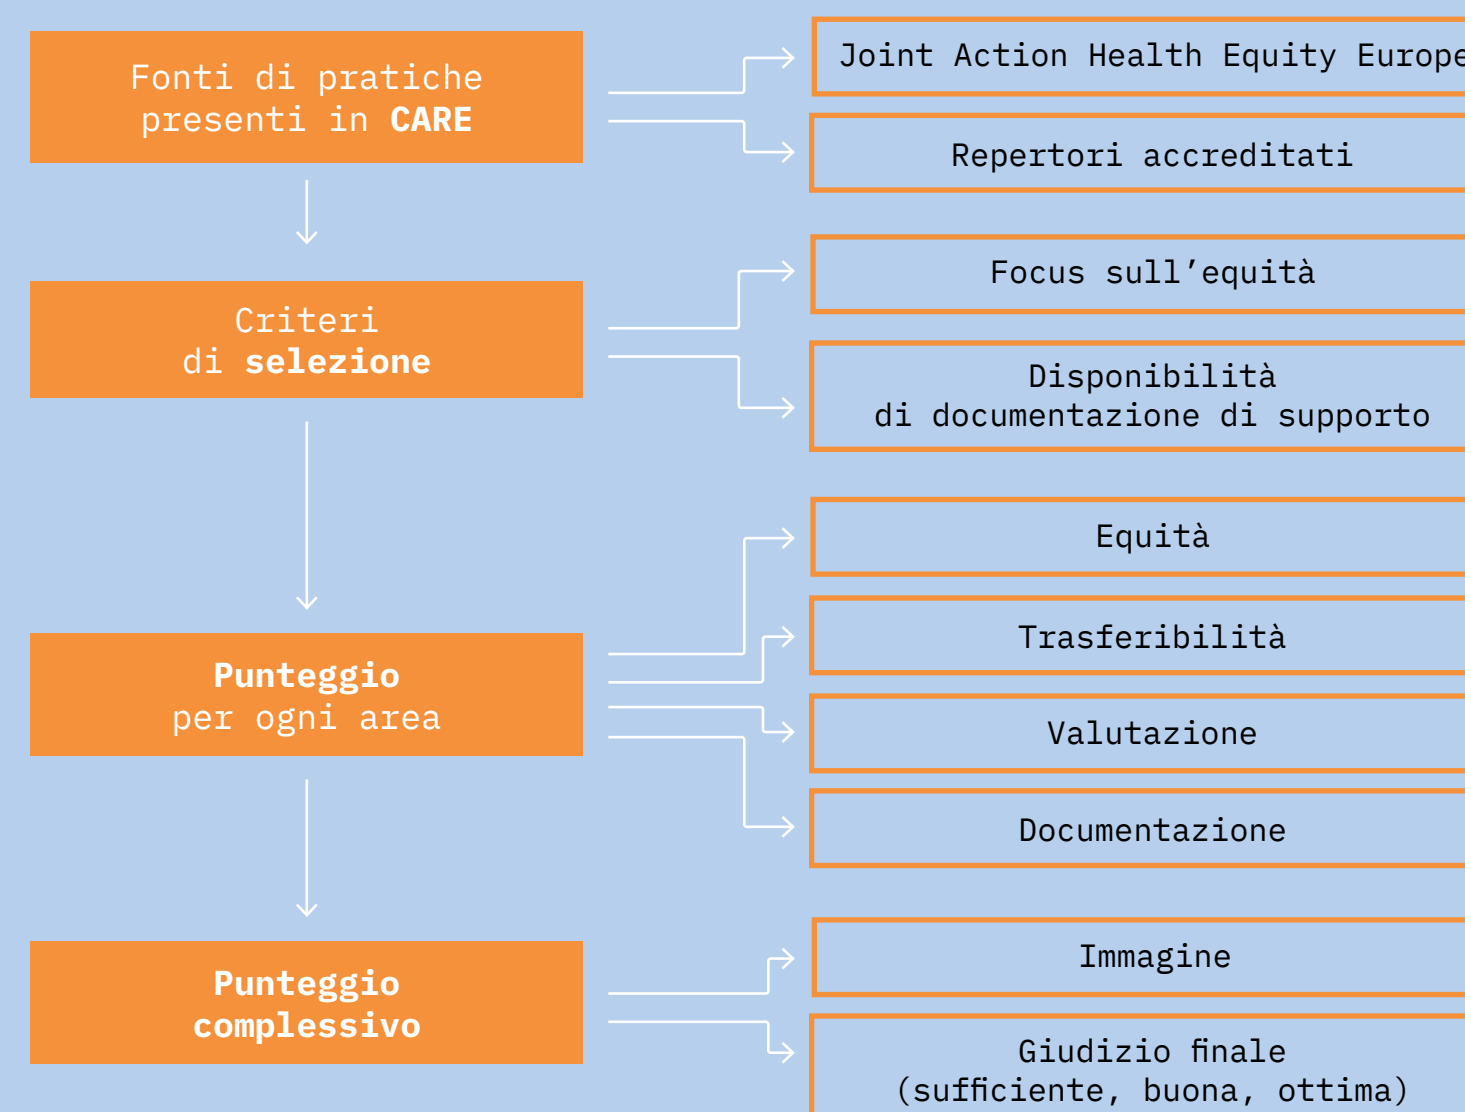 Fonti di pratiche
presenti in CARE
Joint Action Health Equity Europe
Repertori accreditati
Criteri
di selezione
Focus sull’equità
Disponibilità
di documentazione di supporto
Punteggio
per ogni area
Equità
Trasferibilità
Valutazione
Documentazione
Punteggio
complessivo
Immagine
Giudizio finale
(sufficiente, buona, ottima)